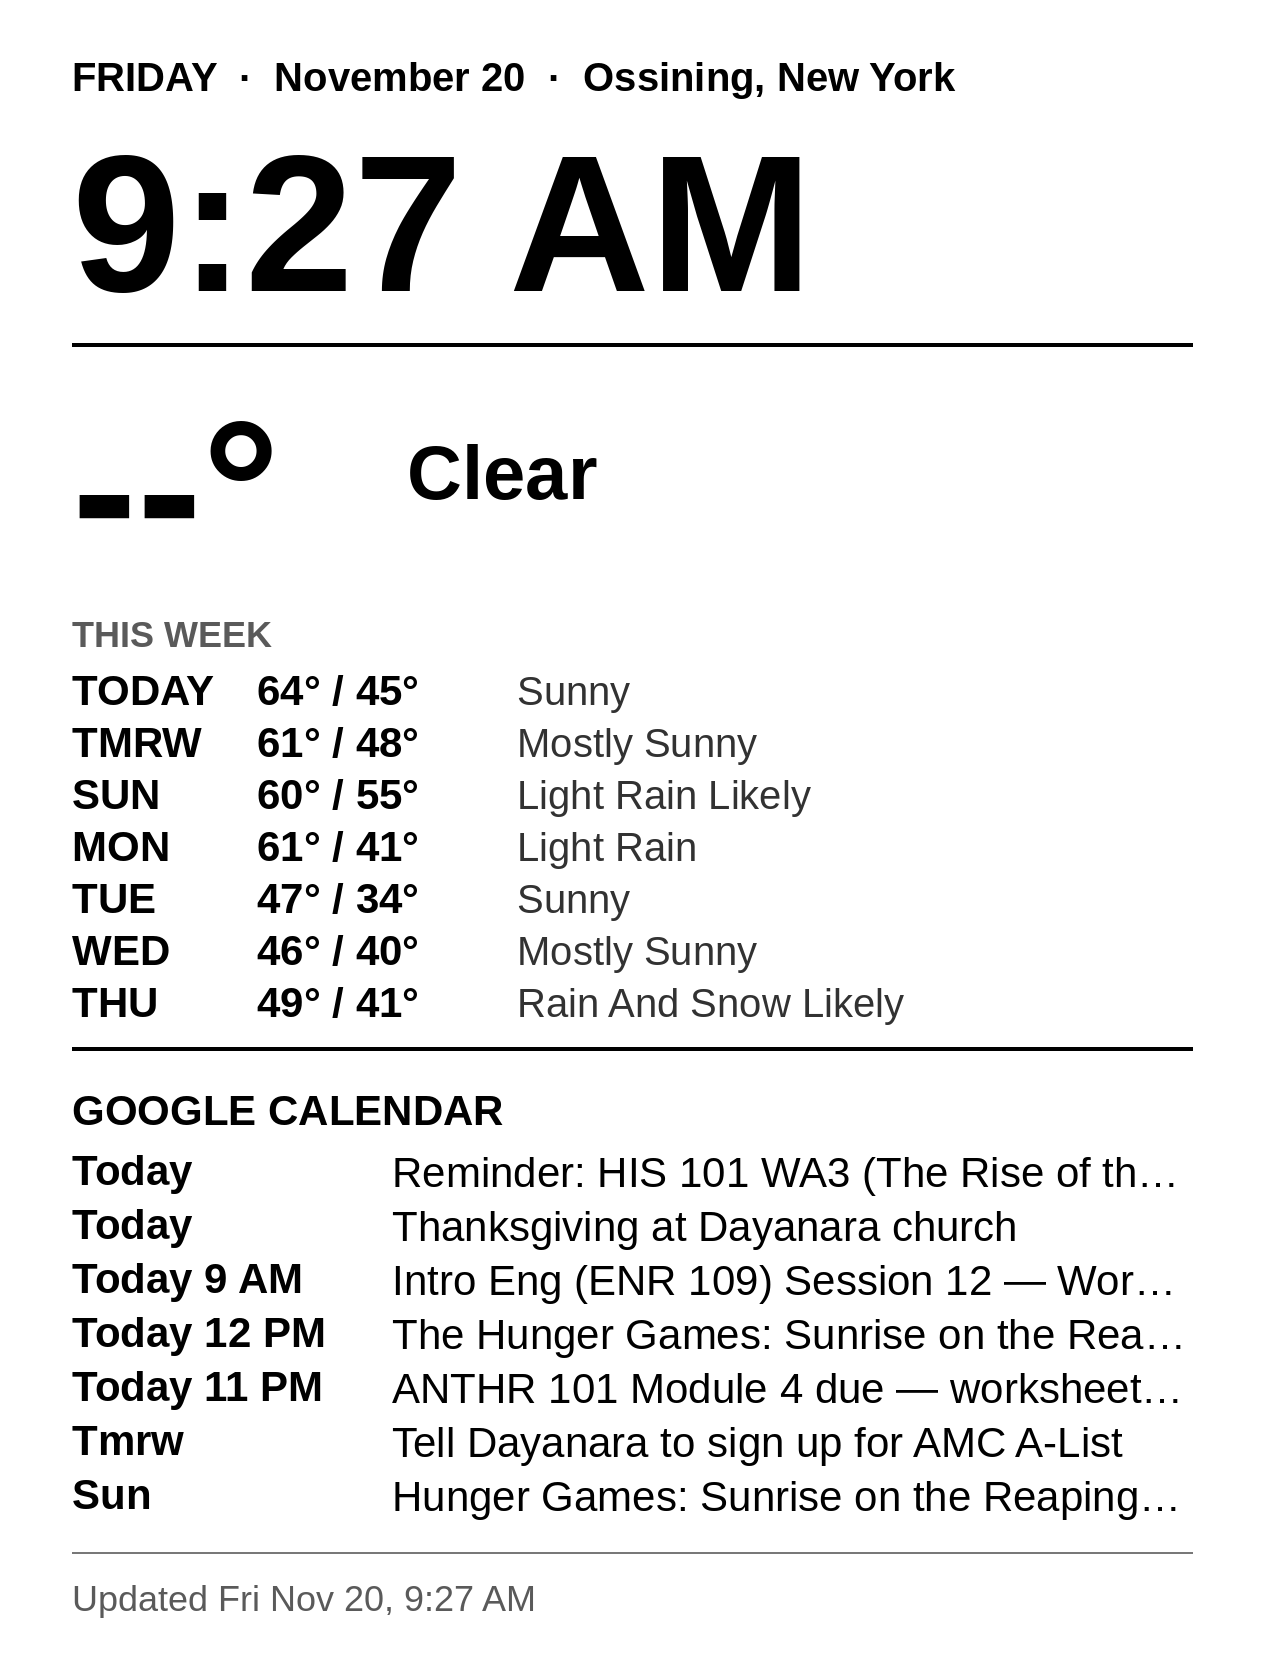 FRIDAY · November 20 · Ossining, New York
9:27 AM
--° Clear
THIS WEEK
TODAY 64° / 45° Sunny
TMRW 61° / 48° Mostly Sunny
SUN 60° / 55° Light Rain Likely
MON 61° / 41° Light Rain
TUE 47° / 34° Sunny
WED 46° / 40° Mostly Sunny
THU 49° / 41° Rain And Snow Likely
GOOGLE CALENDAR
Today Reminder: HIS 101 WA3 (The Rise of th…
Today Thanksgiving at Dayanara church
Today 9 AM Intro Eng (ENR 109) Session 12 — Wor…
Today 12 PM The Hunger Games: Sunrise on the Rea…
Today 11 PM ANTHR 101 Module 4 due — worksheet…
Tmrw Tell Dayanara to sign up for AMC A-List
Sun Hunger Games: Sunrise on the Reaping…
Updated Fri Nov 20, 9:27 AM